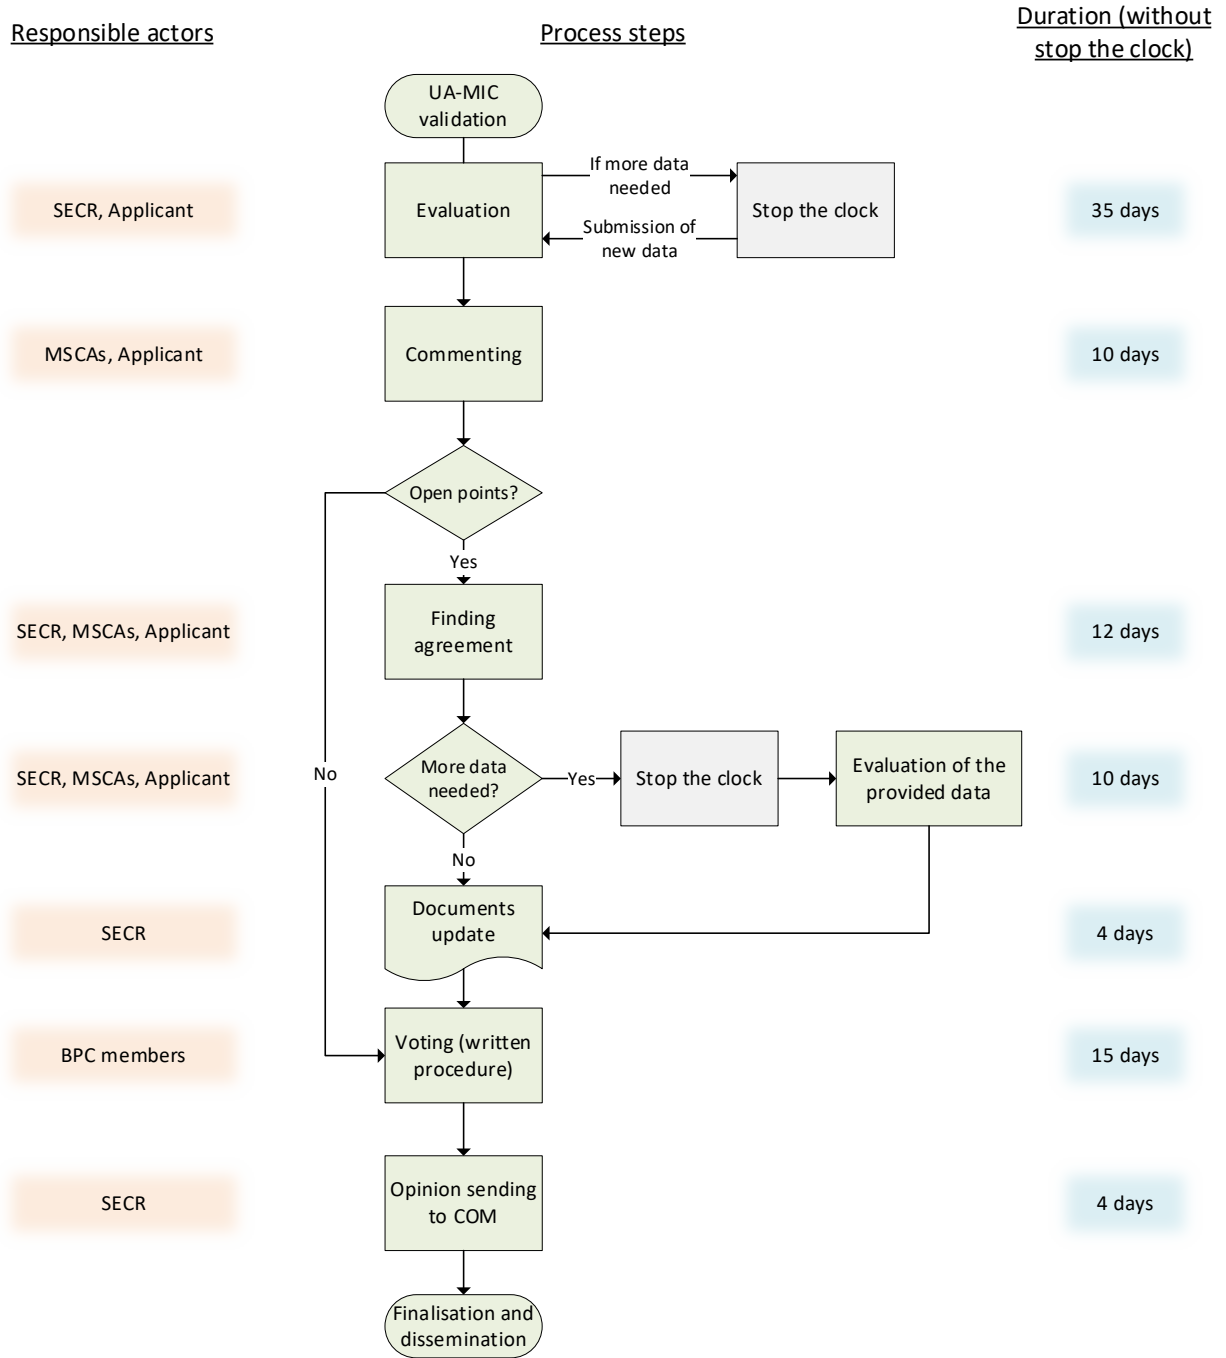 Responsible actors
Process steps
Duration (without
stop the clock)
UA-MIC
validation
SECR, Applicant
Evaluation
If more data
needed
Submission of
new data
Stop the clock
35 days
MSCAs, Applicant
Commenting
10 days
Open points?
Yes
SECR, MSCAs, Applicant
Finding
agreement
12 days
No
SECR, MSCAs, Applicant
More data
needed?
Yes
Stop the clock
Evaluation of the
provided data
10 days
No
SECR
Documents
update
4 days
BPC members
Voting (written
procedure)
15 days
SECR
Opinion sending
to COM
4 days
Finalisation and
dissemination